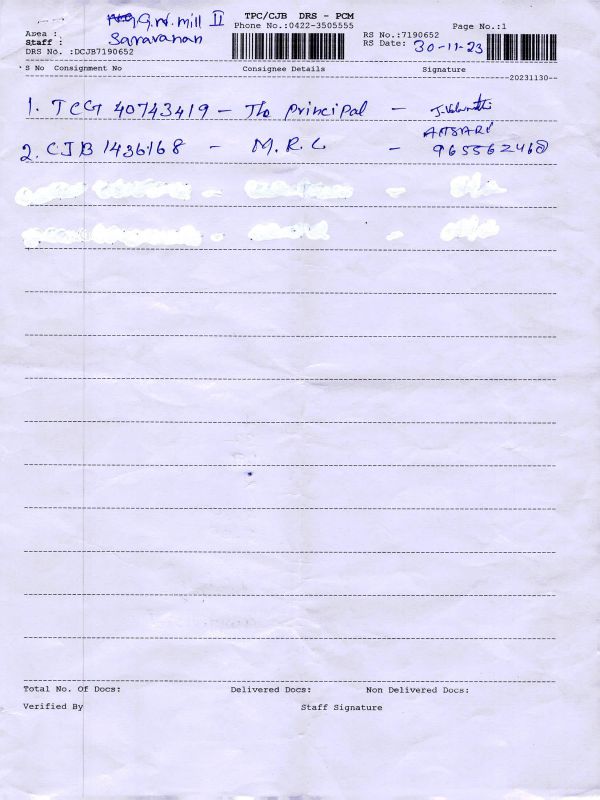 TPC/CJB DRS - PCM
G.N. Mill II
Phone No.:0422-3505555
Page No.:1
Area :
RS No.:7190652
Staff : Saravanan
RS Date: 30-11-23
DRS No. :DCJB7190652
S No Consignment No Consignee Details Signature
20231130
1. TCG 40743419 - The Principal -
2. CJB 1436168 - M.R.C -
Total No. Of Docs: Delivered Docs: Non Delivered Docs:
Verified By Staff Signature